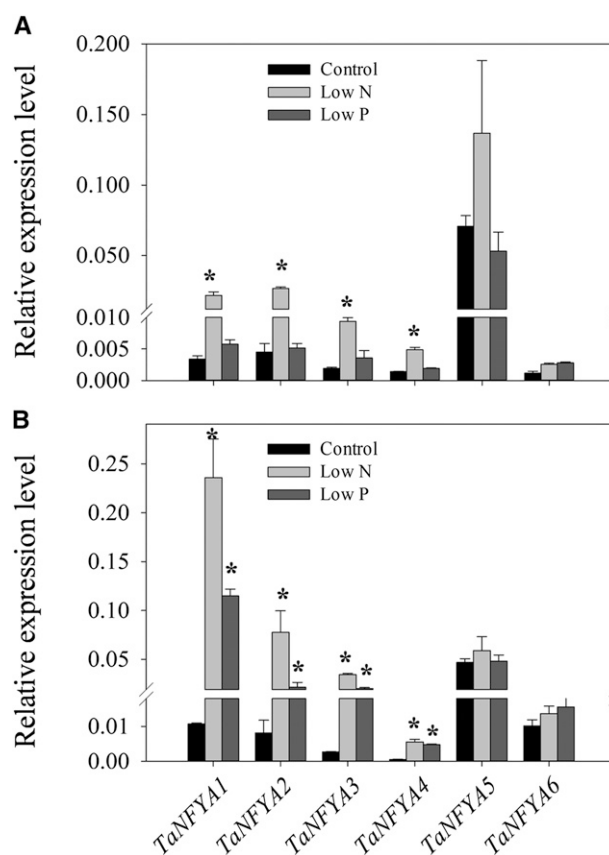 A
Relative expression level
0.200
0.150
0.100
0.050
0.010
0.005
0.000
Control
Low N
Low P
*
*
*
*
B
Relative expression level
0.25
0.20
0.15
0.10
0.05
0.01
0.00
Control
Low N
Low P
*
*
*
*
*
*
*
*
TaNFYA1
TaNFYA2
TaNFYA3
TaNFYA4
TaNFYA5
TaNFYA6